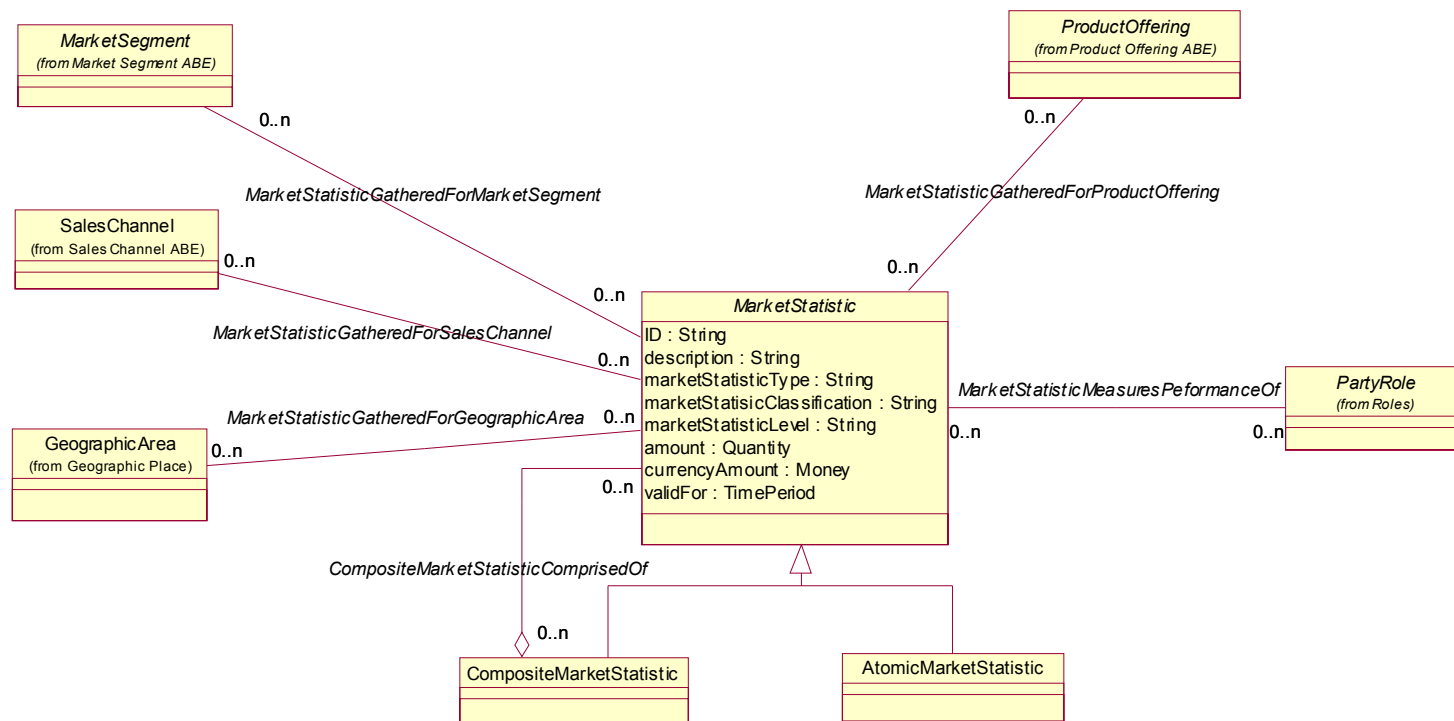 MarketSegment
(from Market Segment ABE)
ProductOffering
(from Product Offering ABE)
0..n
0..n
MarketStatisticGatheredForMarketSegment
MarketStatisticGatheredForProductOffering
SalesChannel
(from Sales Channel ABE)
0..n
0..n
0..n
MarketStatistic
ID : String
description : String
marketStatisticType : String
marketStatisicClassification : String
marketStatisticLevel : String
amount : Quantity
currencyAmount : Money
validFor : TimePeriod
MarketStatisticGatheredForSalesChannel
0..n
MarketStatisticMeasuresPeformanceOf
PartyRole
(from Roles)
0..n
0..n
MarketStatisticGatheredForGeographicArea
0..n
GeographicArea
(from Geographic Place)
0..n
0..n
CompositeMarketStatisticComprisedOf
0..n
CompositeMarketStatistic
AtomicMarketStatistic